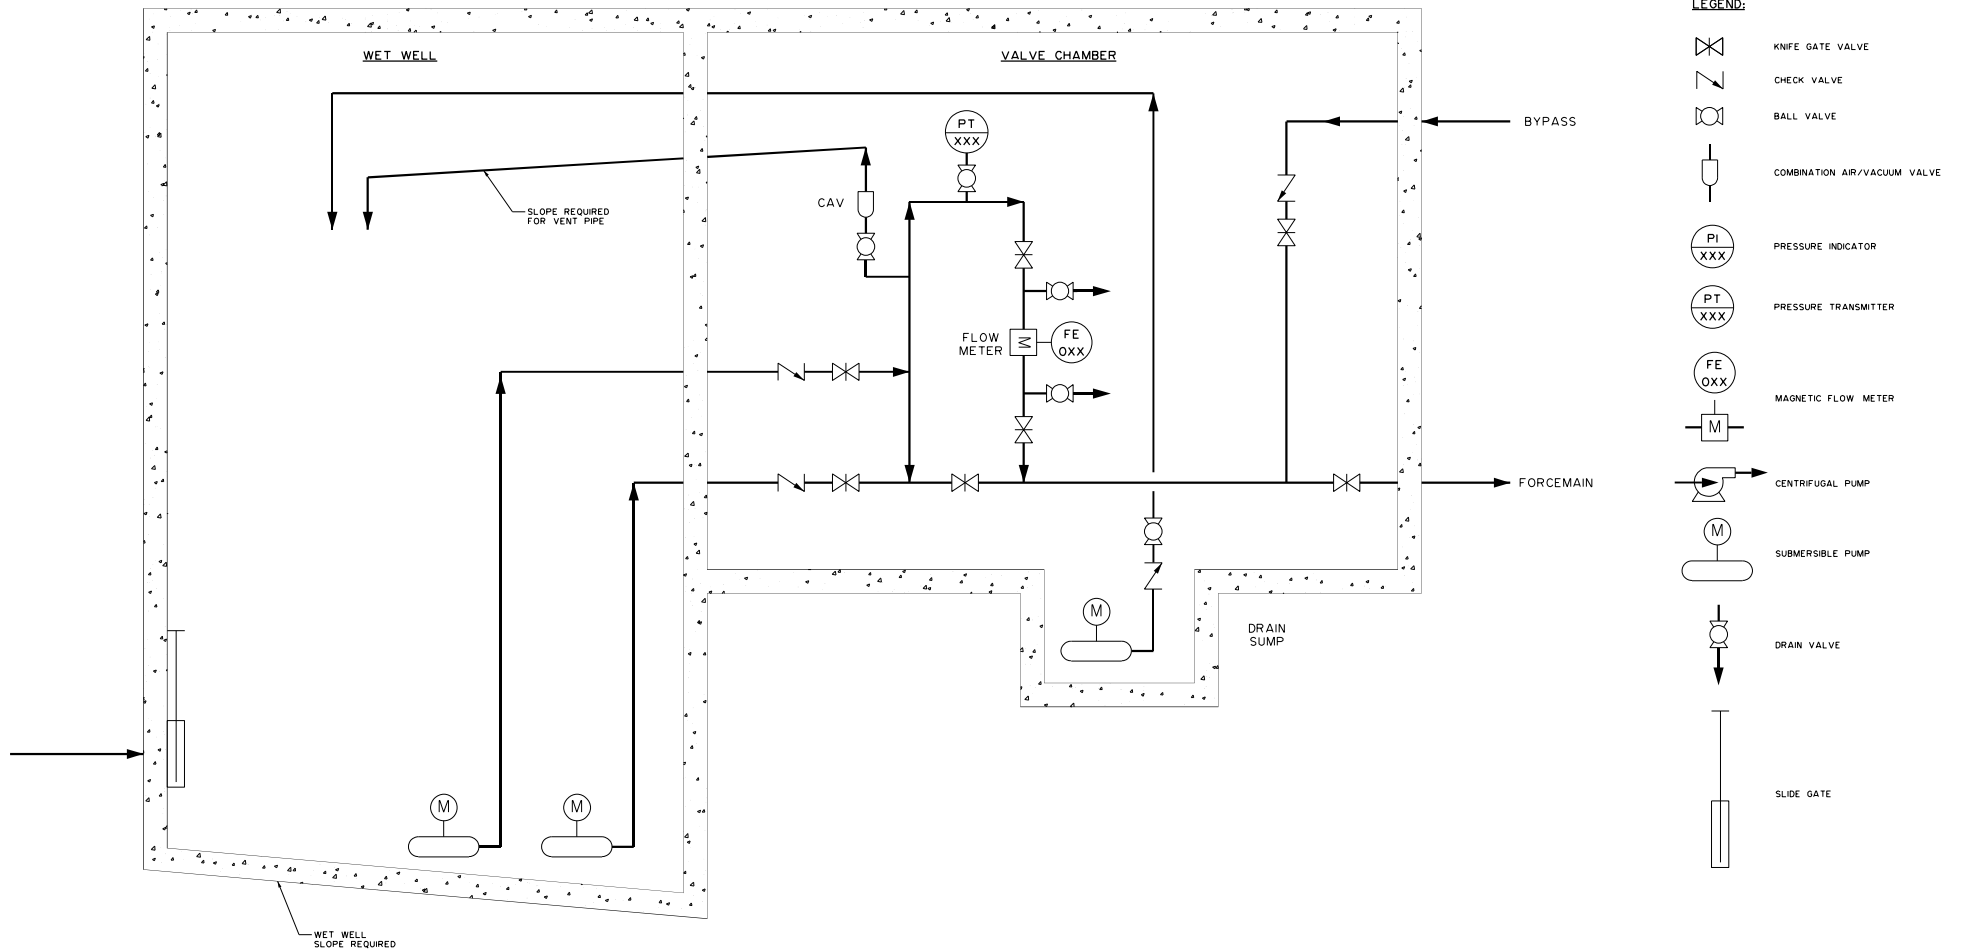 LEGEND:
WET WELL
VALVE CHAMBER
KNIFE GATE VALVE
CHECK VALVE
BALL VALVE
BYPASS
PT
XXX
CAV
SLOPE REQUIRED
FOR VENT PIPE
COMBINATION AIR/VACUUM VALVE
PI
XXX
PRESSURE INDICATOR
PT
XXX
PRESSURE TRANSMITTER
FLOW
METER
M
FE
OXX
FE
OXX
MAGNETIC FLOW METER
M
FORCEMAIN
CENTRIFUGAL PUMP
M
SUBMERSIBLE PUMP
M
DRAIN
SUMP
DRAIN VALVE
M
M
SLIDE GATE
WET WELL
SLOPE REQUIRED